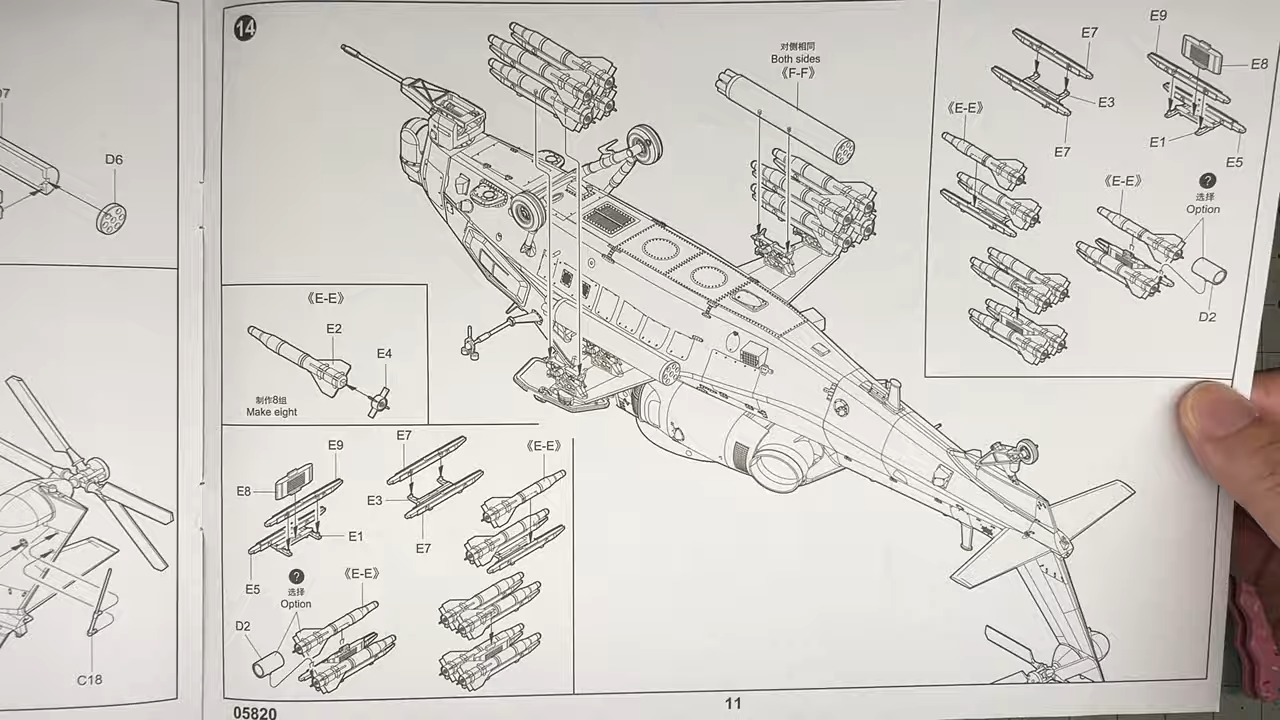 07
D6
C18
14
对侧相同
Both sides
《F-F》
《E-E》
E2
E4
制作8组
Make eight
E9
E8
E1
E5
E7
E3
E7
《E-E》
?
选择
Option
《E-E》
D2
E7
E3
E7
E9
E8
E1
E5
《E-E》
《E-E》
?
选择
Option
D2
05820
11